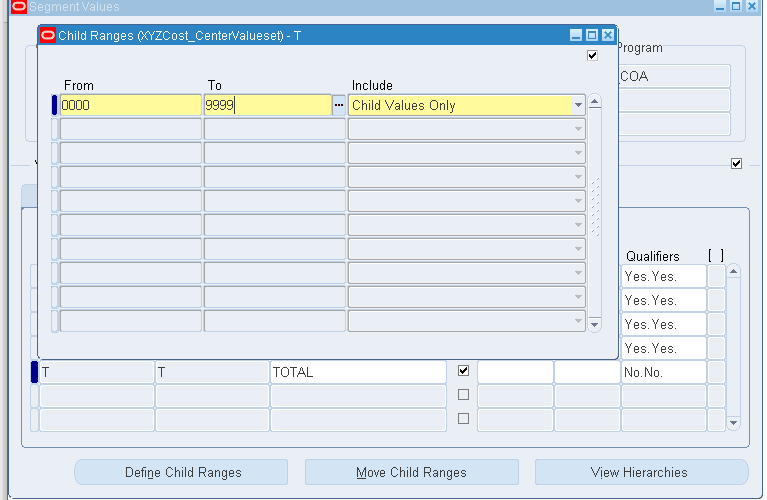 Segment Values
Child Ranges (XYZCost_CenterValueset) - T
Program
From To Include
COA
0000 9999 ... Child Values Only
Qualifiers [ ]
Yes.Yes.
Yes.Yes.
Yes.Yes.
Yes.Yes.
T T TOTAL No.No.
Define Child Ranges Move Child Ranges View Hierarchies